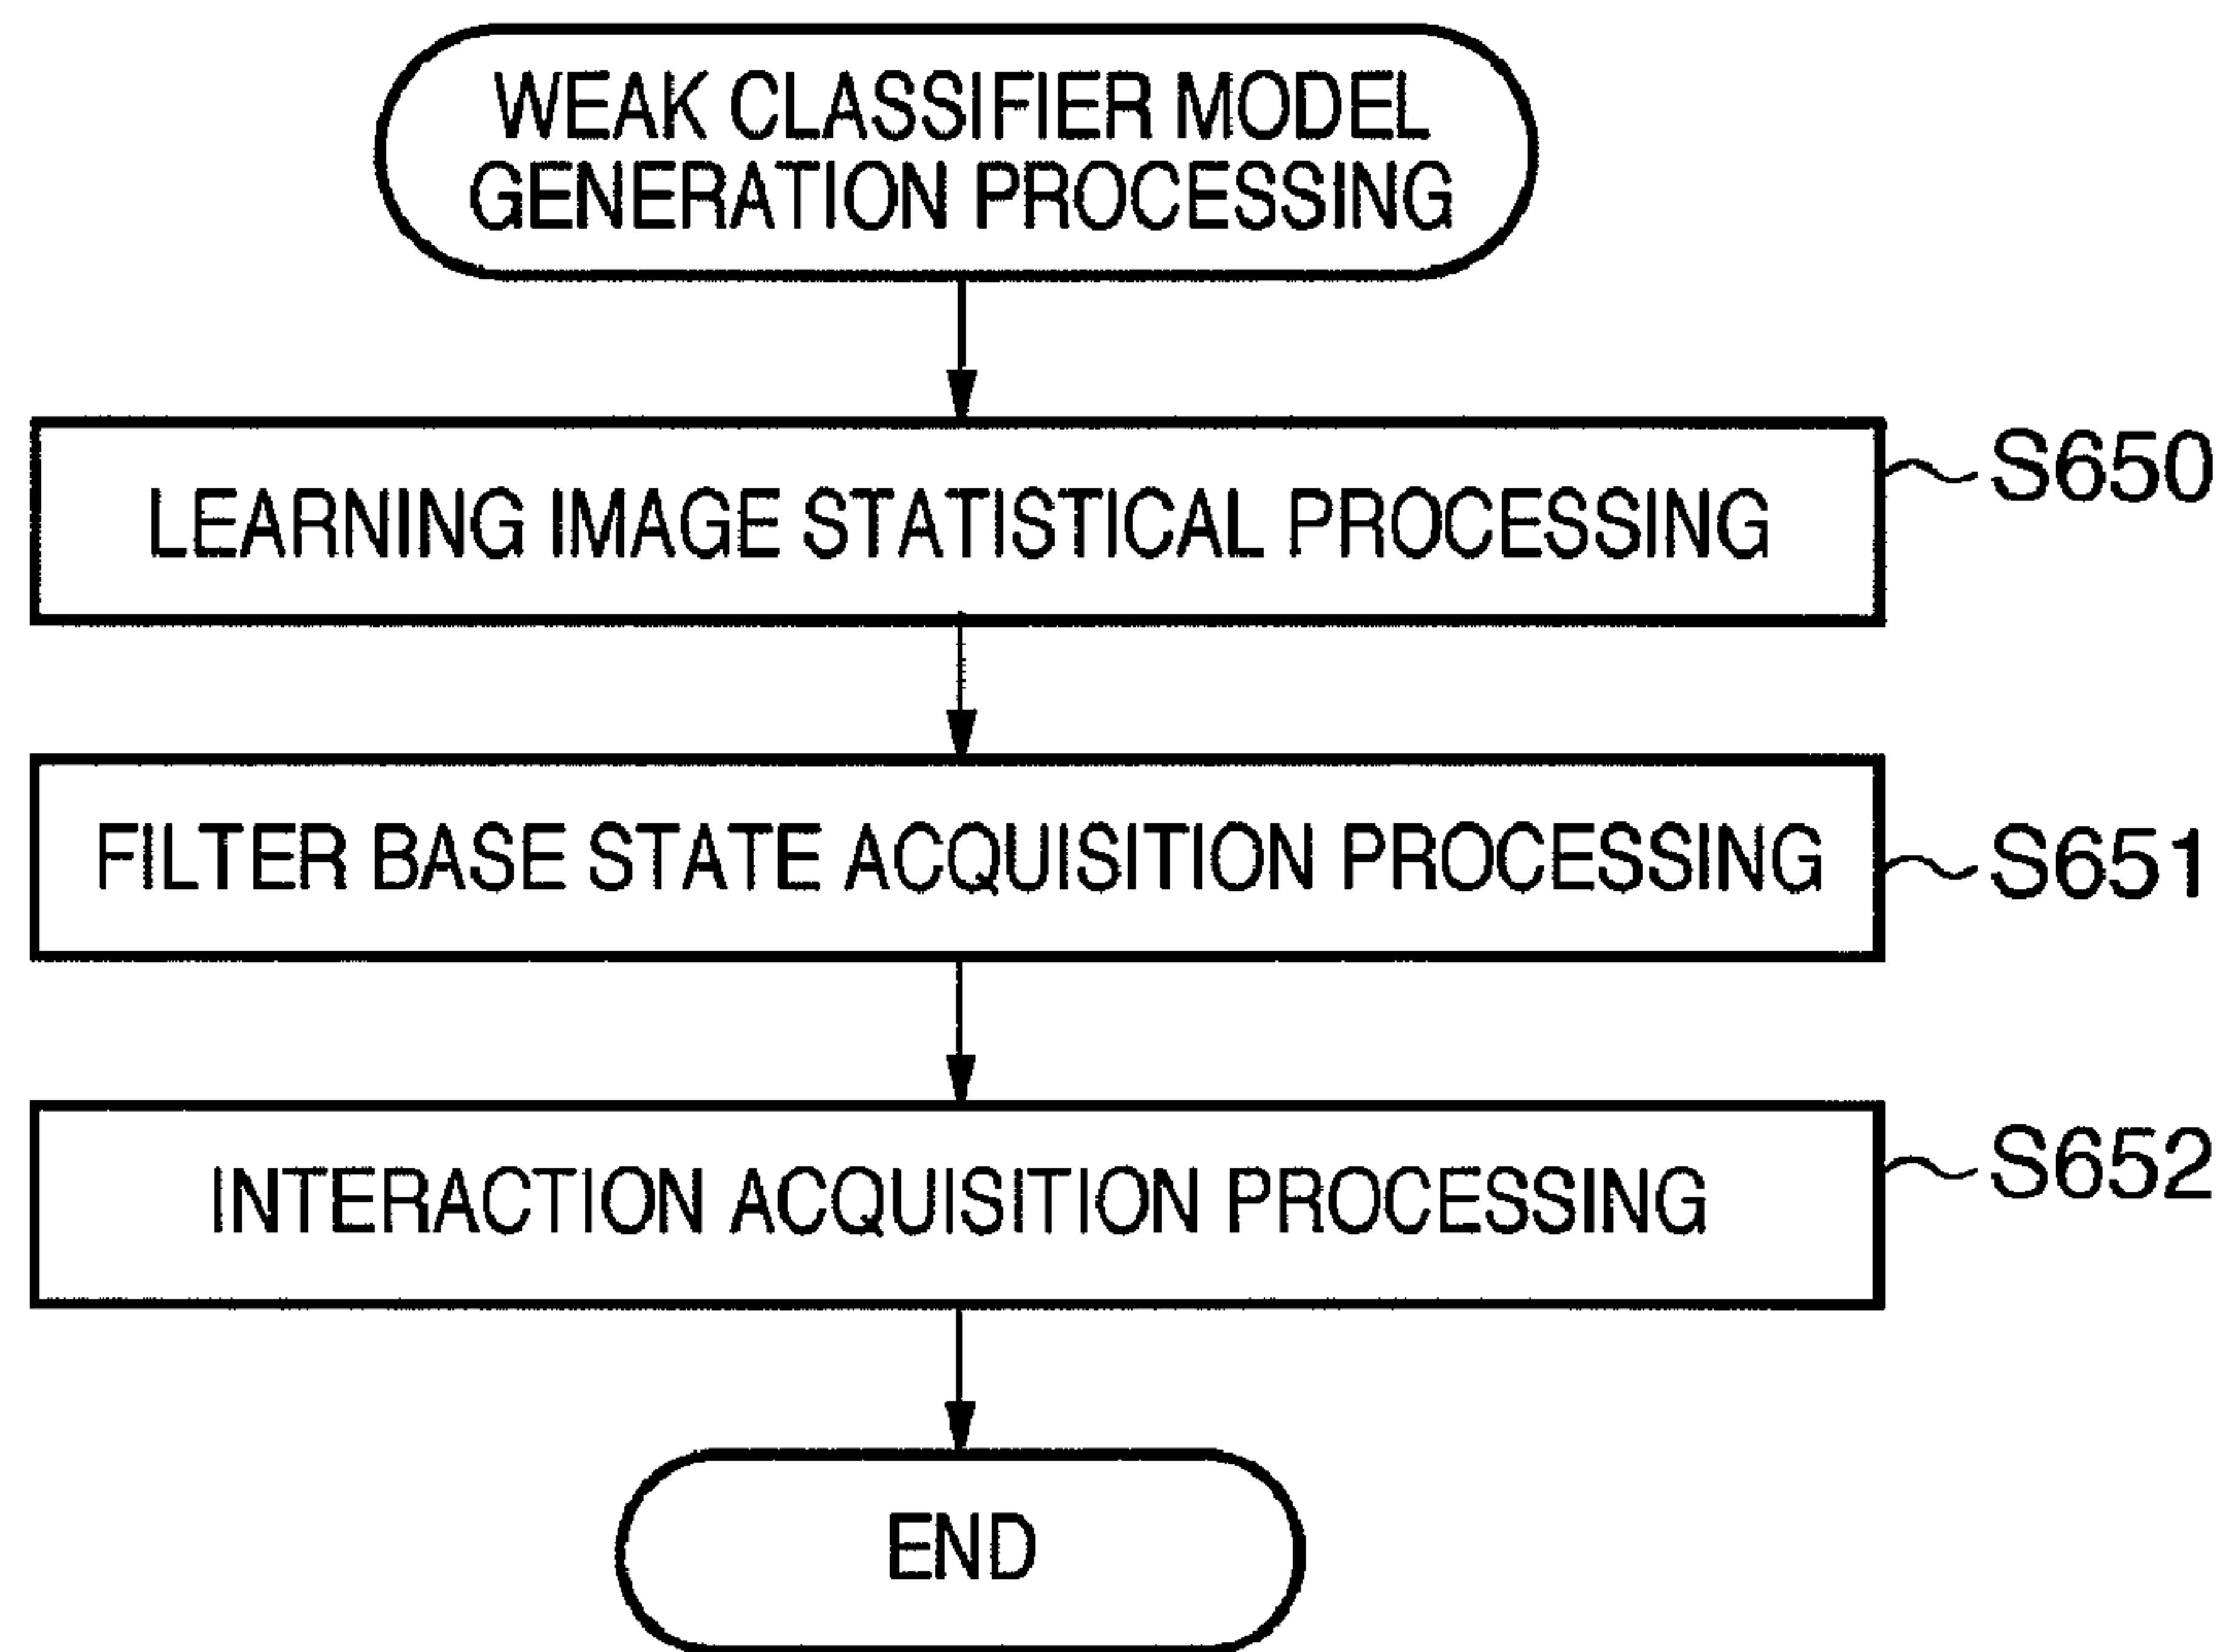 WEAK CLASSIFIER MODEL
GENERATION PROCESSING
LEARNING IMAGE STATISTICAL PROCESSING
S650
FILTER BASE STATE ACQUISITION PROCESSING
S651
INTERACTION ACQUISITION PROCESSING
S652
END